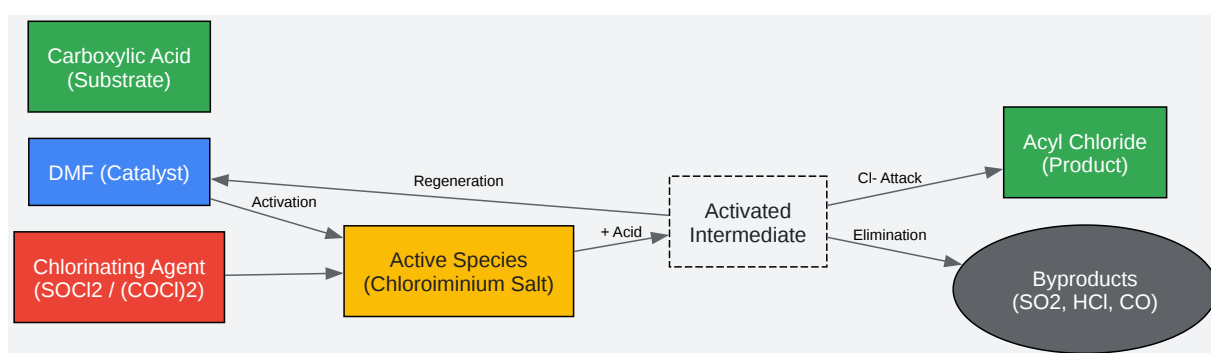 Carboxylic Acid
(Substrate)
DMF (Catalyst)
Chlorinating Agent
(SOCl2 / (COCl)2)
Activation
Regeneration
Active Species
(Chloroiminium Salt)
+ Acid
Activated
Intermediate
Cl- Attack
Elimination
Acyl Chloride
(Product)
Byproducts
(SO2, HCl, CO)